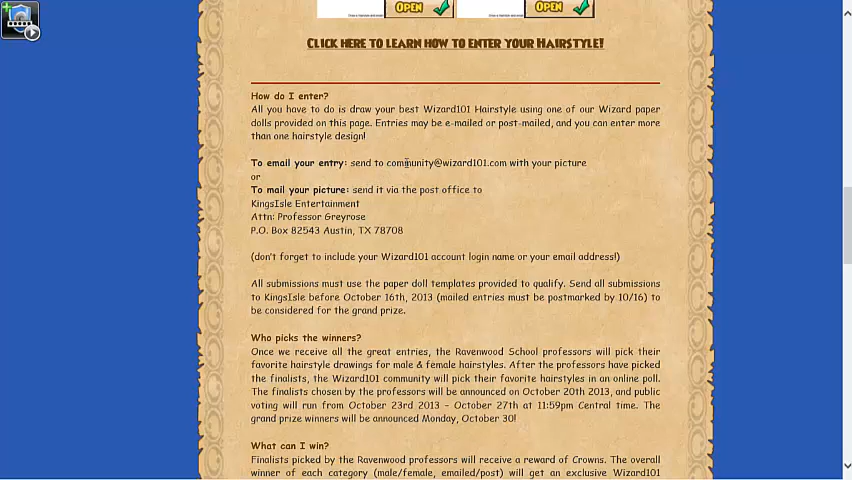 OPEN OPEN
CLICK HERE TO LEARN HOW TO ENTER YOUR HAIRSTYLE!
How do I enter?
All you have to do is draw your best Wizard101 Hairstyle using one of our Wizard paper
dolls provided on this page. Entries may be e-mailed or post-mailed, and you can enter more
than one hairstyle design!
To email your entry: send to community@wizard101.com with your picture
or
To mail your picture: send it via the post office to
KingsIsle Entertainment
Attn: Professor Greyrose
P.O. Box 82543 Austin, TX 78708
(don't forget to include your Wizard101 account login name or your email address!)
All submissions must use the paper doll templates provided to qualify. Send all submissions
to KingsIsle before October 16th, 2013 (mailed entries must be postmarked by 10/16) to
be considered for the grand prize.
Who picks the winners?
Once we receive all the great entries, the Ravenwood School professors will pick their
favorite hairstyle drawings for male & female hairstyles. After the professors have picked
the finalists, the Wizard101 community will pick their favorite hairstyles in an online poll.
The finalists chosen by the professors will be announced on October 20th 2013, and public
voting will run from October 23rd 2013 - October 27th at 11:59pm Central time. The
grand prize winners will be announced Monday, October 30!
What can I win?
Finalists picked by the Ravenwood professors will receive a reward of Crowns. The overall
winner of each category (male/female, emailed/post) will get an exclusive Wizard101